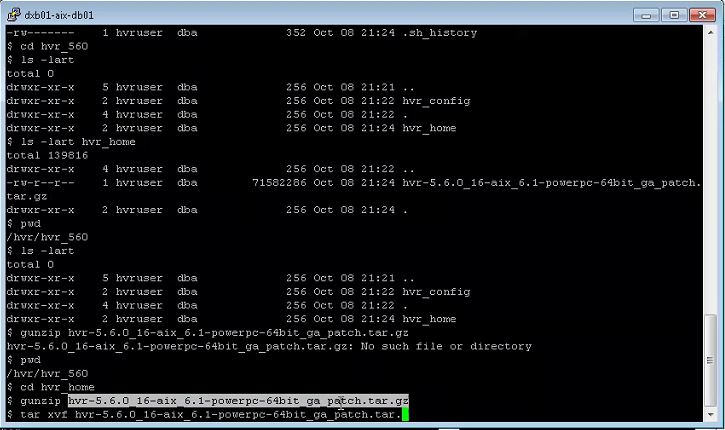 dxb01-aix-db01
-rw------- 1 hvruser dba 352 Oct 08 21:24 .sh_history
$ cd hvr_560
$ ls -lart
total 0
drwxr-xr-x 5 hvruser dba 256 Oct 08 21:21 ..
drwxr-xr-x 2 hvruser dba 256 Oct 08 21:22 hvr_config
drwxr-xr-x 4 hvruser dba 256 Oct 08 21:22 .
drwxr-xr-x 2 hvruser dba 256 Oct 08 21:24 hvr_home
$ ls -lart hvr_home
total 139816
drwxr-xr-x 4 hvruser dba 256 Oct 08 21:22 ..
-rw-r--r-- 1 hvruser dba 71582286 Oct 08 21:24 hvr-5.6.0_16-aix_6.1-powerpc-64bit_ga_patch.
tar.gz
drwxr-xr-x 2 hvruser dba 256 Oct 08 21:24 .
$ pwd
/hvr/hvr_560
$ ls -lart
total 0
drwxr-xr-x 5 hvruser dba 256 Oct 08 21:21 ..
drwxr-xr-x 2 hvruser dba 256 Oct 08 21:22 hvr_config
drwxr-xr-x 4 hvruser dba 256 Oct 08 21:22 .
drwxr-xr-x 2 hvruser dba 256 Oct 08 21:24 hvr_home
$ gunzip hvr-5.6.0_16-aix_6.1-powerpc-64bit_ga_patch.tar.gz
hvr-5.6.0_16-aix_6.1-powerpc-64bit_ga_patch.tar.gz: No such file or directory
$ pwd
/hvr/hvr_560
$ cd hvr_home
$ gunzip hvr-5.6.0_16-aix_6.1-powerpc-64bit_ga_patch.tar.gz
$ tar xvf hvr-5.6.0_16-aix_6.1-powerpc-64bit_ga_patch.tar.